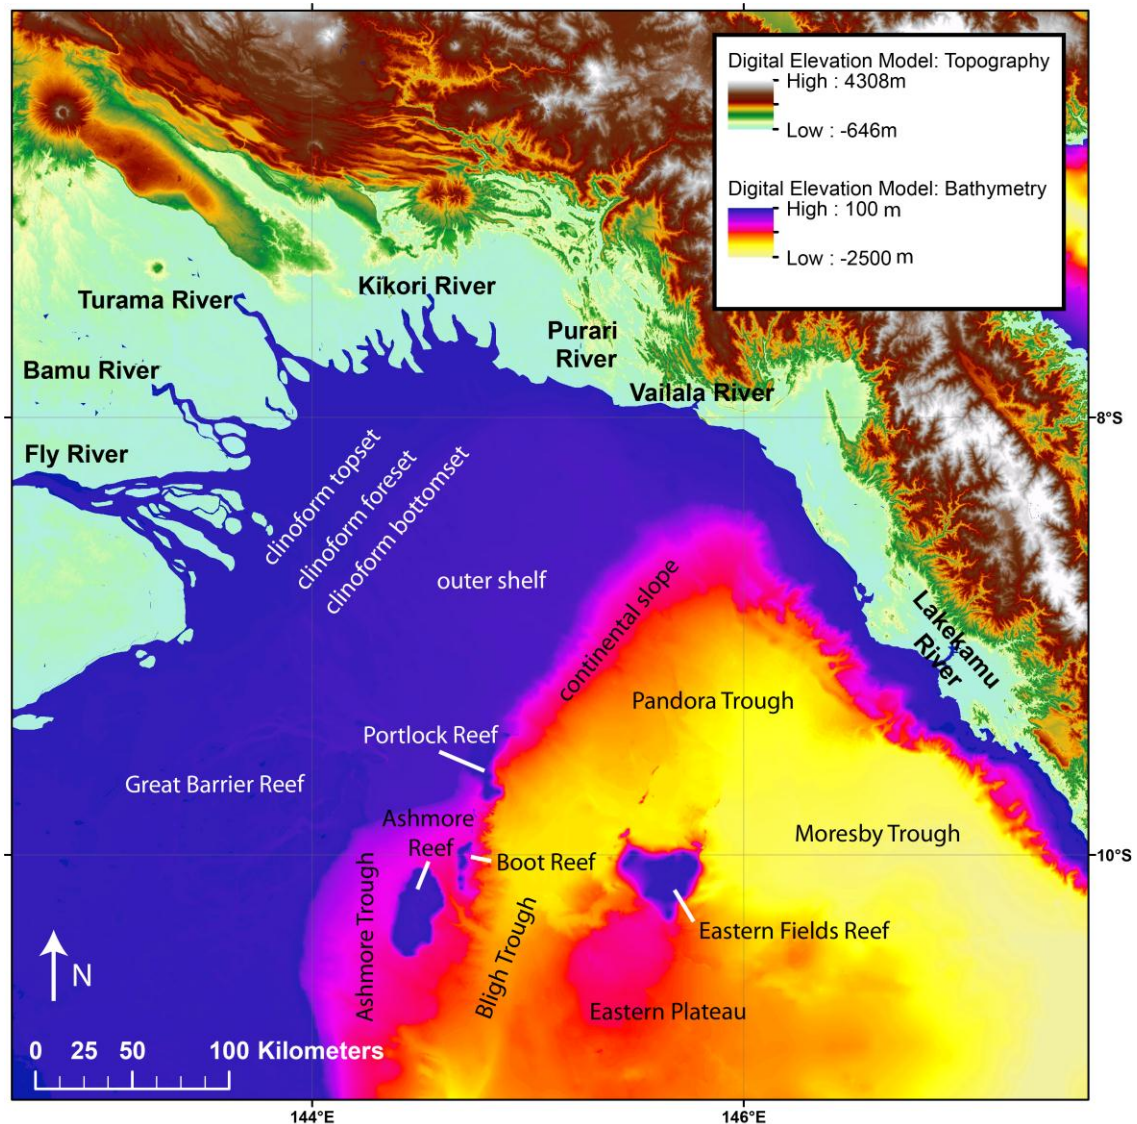 Digital Elevation Model: Topography
High : 4308m
Low : -646m
Digital Elevation Model: Bathymetry
High : 100 m
Low : -2500 m
Kikori River
Turama River
Purari
River
Bamu River
Vailala River
8°S
Fly River
clinoform topset
clinoform foreset
clinoform bottomset
outer shelf
continental slope
Lakekamu
River
Pandora Trough
Portlock Reef
Great Barrier Reef
Ashmore
Reef
Moresby Trough
10°S
Boot Reef
Ashmore Trough
Bligh Trough
Eastern Fields Reef
N
Eastern Plateau
0 25 50 100 Kilometers
144°E
146°E